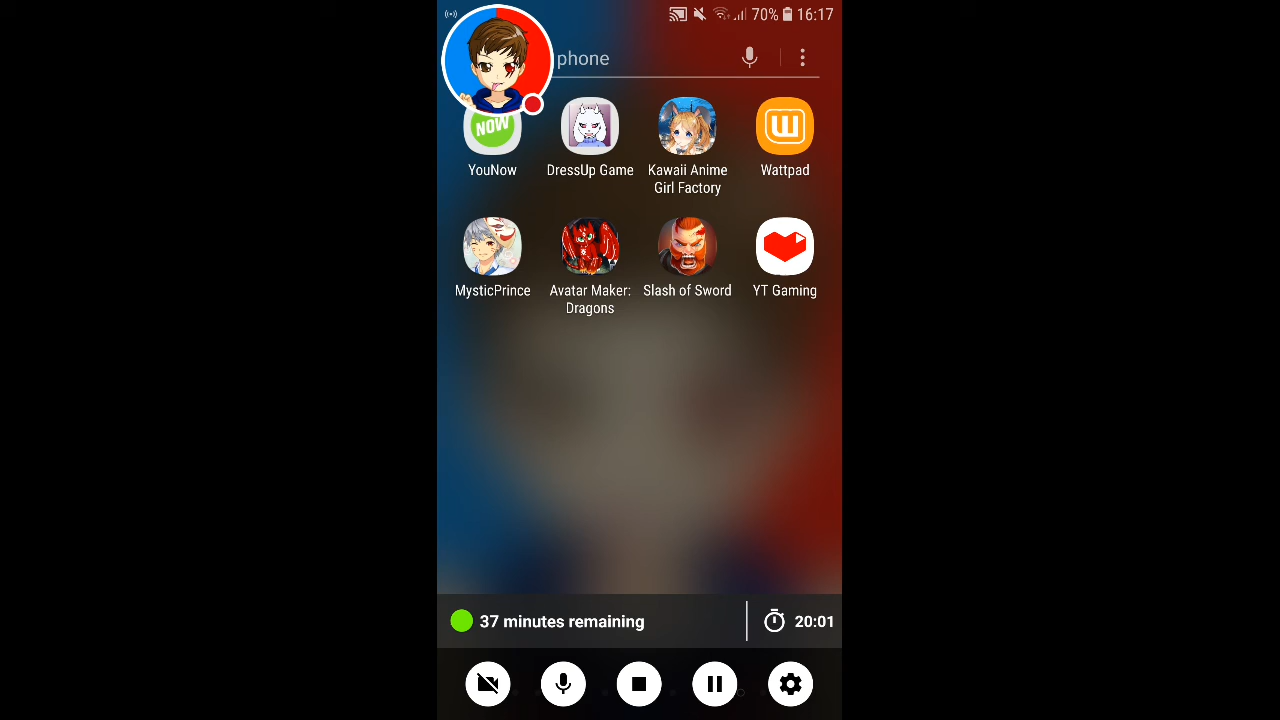 70% 16:17
phone
NOW
W
YouNow DressUp Game Kawaii Anime Wattpad
Girl Factory
MysticPrince Avatar Maker: Slash of Sword YT Gaming
Dragons
37 minutes remaining 20:01